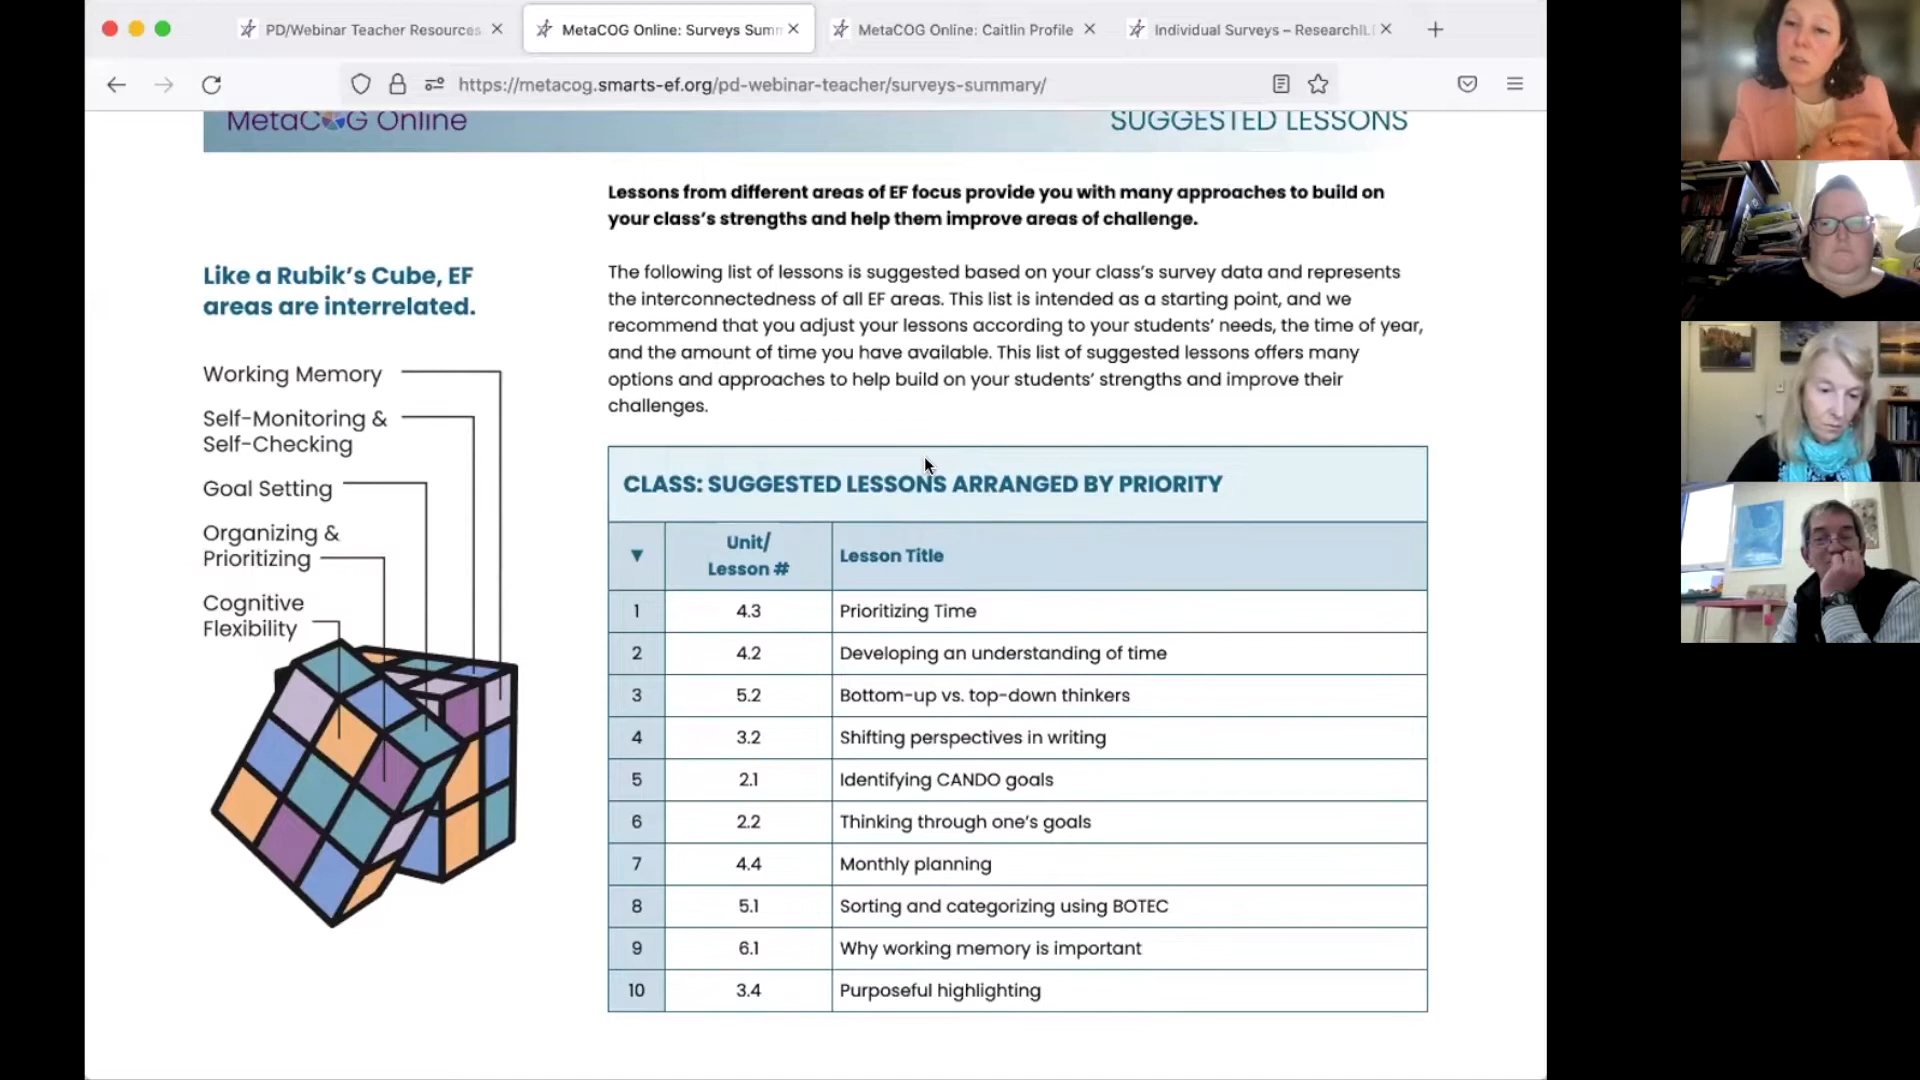 PD/Webinar Teacher Resources
MetaCOG Online: Surveys Summ
MetaCOG Online: Caitlin Profile
Individual Surveys – ResearchILD
https://metacog.smarts-ef.org/pd-webinar-teacher/surveys-summary/
MetaCOG Online
SUGGESTED LESSONS
Lessons from different areas of EF focus provide you with many approaches to build on
your class's strengths and help them improve areas of challenge.
Like a Rubik's Cube, EF
areas are interrelated.
Working Memory
Self-Monitoring &
Self-Checking
Goal Setting
Organizing &
Prioritizing
Cognitive
Flexibility
The following list of lessons is suggested based on your class's survey data and represents
the interconnectedness of all EF areas. This list is intended as a starting point, and we
recommend that you adjust your lessons according to your students' needs, the time of year,
and the amount of time you have available. This list of suggested lessons offers many
options and approaches to help build on your students' strengths and improve their
challenges.
CLASS: SUGGESTED LESSONS ARRANGED BY PRIORITY
▼ Unit/ Lesson # Lesson Title
1 4.3 Prioritizing Time
2 4.2 Developing an understanding of time
3 5.2 Bottom-up vs. top-down thinkers
4 3.2 Shifting perspectives in writing
5 2.1 Identifying CANDO goals
6 2.2 Thinking through one's goals
7 4.4 Monthly planning
8 5.1 Sorting and categorizing using BOTEC
9 6.1 Why working memory is important
10 3.4 Purposeful highlighting